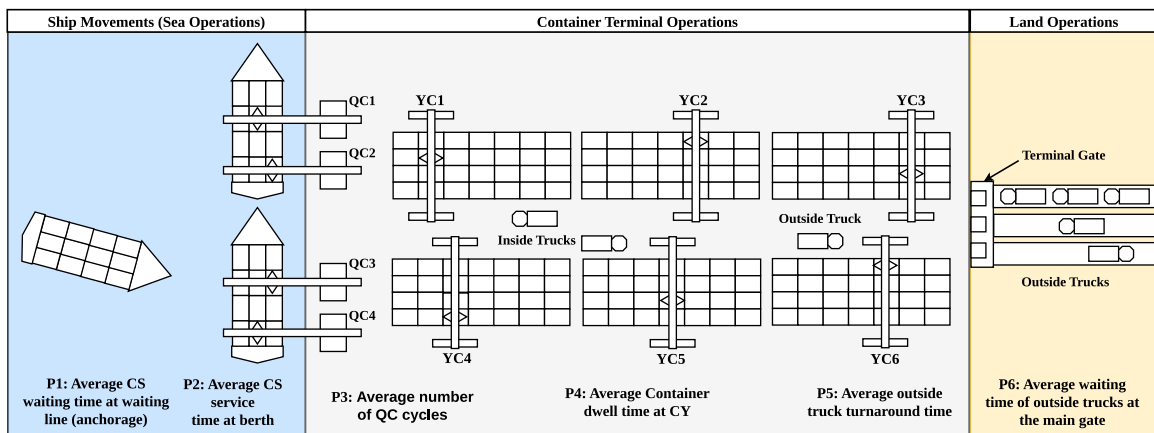 Ship Movements (Sea Operations)
Container Terminal Operations
Land Operations
QC1
QC2
QC3
QC4
YC1
YC2
YC3
YC4
YC5
YC6
Inside Trucks
Outside Truck
Terminal Gate
Outside Trucks
P1: Average CS
waiting time at waiting
line (anchorage)
P2: Average CS
service
time at berth
P3: Average number
of QC cycles
P4: Average Container
dwell time at CY
P5: Average outside
truck turnaround time
P6: Average waiting
time of outside trucks at
the main gate